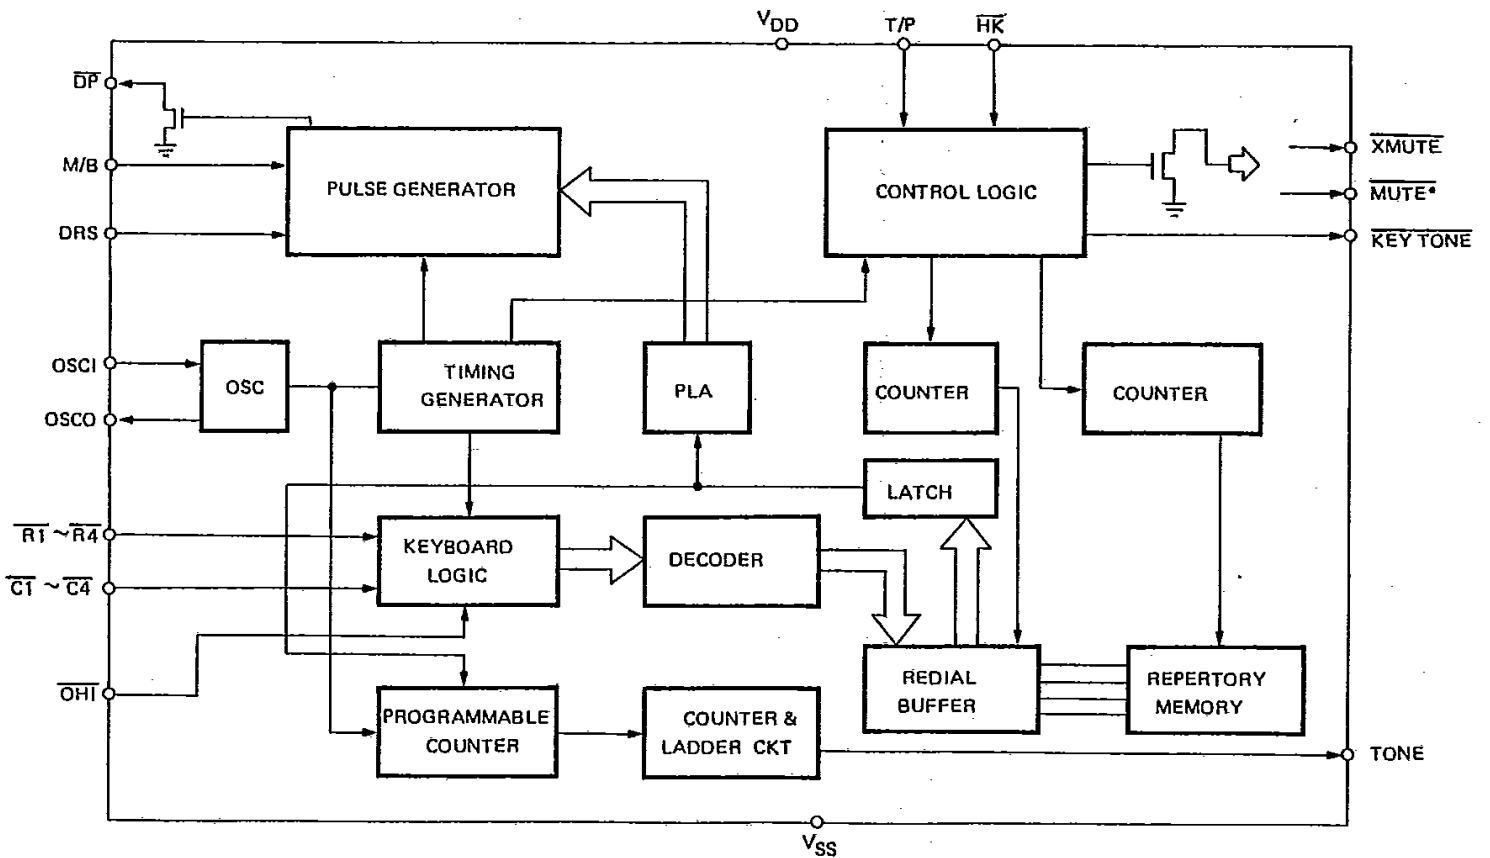 VDD
T/P
HK
DP
M/B
PULSE GENERATOR
CONTROL LOGIC
XMUTE
MUTE*
DRS
KEY TONE
OSCI
OSC
TIMING
GENERATOR
PLA
COUNTER
COUNTER
OSCO
LATCH
R1 ~ R4
KEYBOARD
LOGIC
DECODER
C1 ~ C4
OHI
REDIAL
BUFFER
REPERTORY
MEMORY
PROGRAMMABLE
COUNTER
COUNTER &
LADDER CKT
TONE
VSS